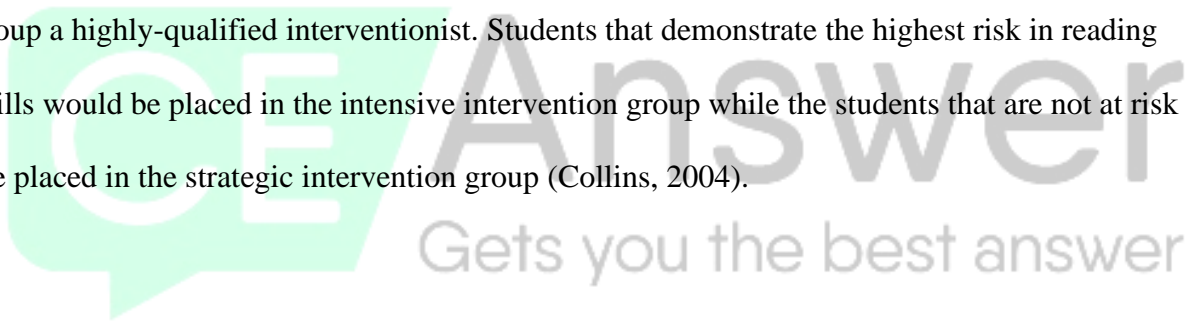 oup a highly-qualified interventionist. Students that demonstrate the highest risk in reading
ills would be placed in the intensive intervention group while the students that are not at risk
e placed in the strategic intervention group (Collins, 2004).
CE Answer
Gets you the best answer